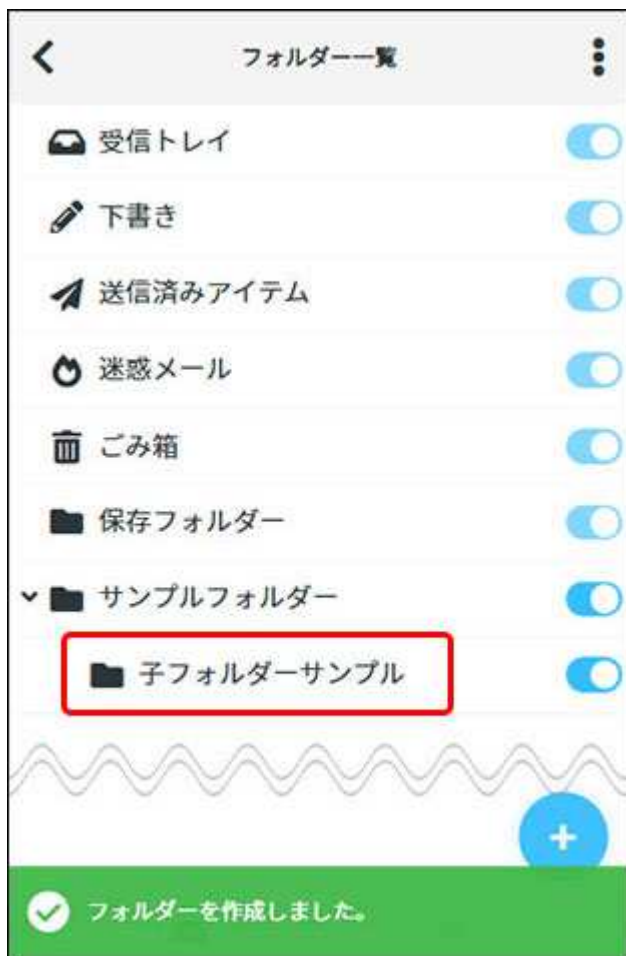 フォルダー一覧
受信トレイ
下書き
送信済みアイテム
迷惑メール
ごみ箱
保存フォルダー
サンプルフォルダー
子フォルダーサンプル
フォルダーを作成しました。